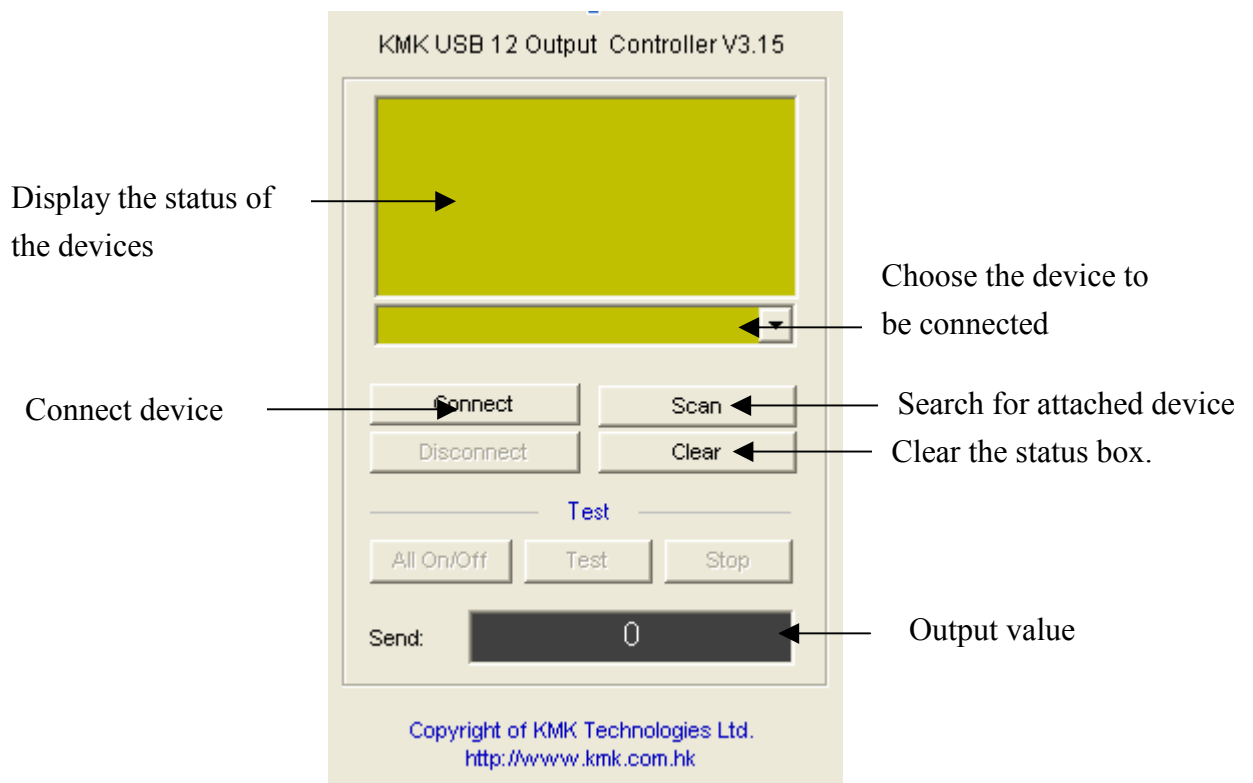 KMK USB 12 Output Controller V3.15
Display the status of
the devices
Choose the device to
be connected
Connect device
Connect
Scan
Search for attached device
Disconnect
Clear
Clear the status box.
Test
All On/Off
Test
Stop
Send:
0
Output value
Copyright of KMK Technologies Ltd.
http://www.kmk.com.hk